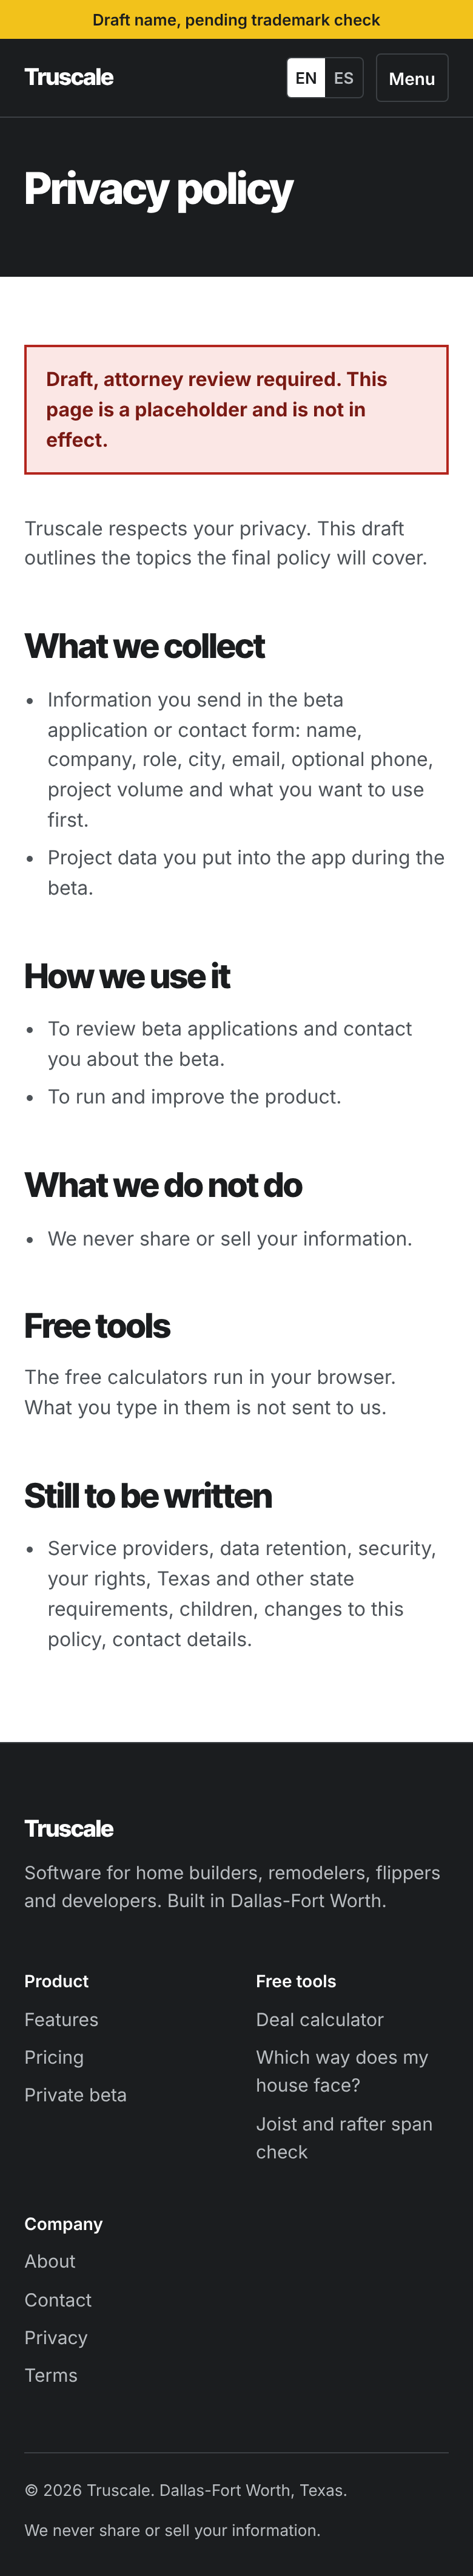 Draft name, pending trademark check
Truscale
EN ES Menu
Privacy policy
Draft, attorney review required. This
page is a placeholder and is not in
effect.
Truscale respects your privacy. This draft
outlines the topics the final policy will cover.
What we collect
• Information you send in the beta
application or contact form: name,
company, role, city, email, optional phone,
project volume and what you want to use
first.
• Project data you put into the app during the
beta.
How we use it
• To review beta applications and contact
you about the beta.
• To run and improve the product.
What we do not do
• We never share or sell your information.
Free tools
The free calculators run in your browser.
What you type in them is not sent to us.
Still to be written
• Service providers, data retention, security,
your rights, Texas and other state
requirements, children, changes to this
policy, contact details.
Truscale
Software for home builders, remodelers, flippers
and developers. Built in Dallas-Fort Worth.
Product
Features
Pricing
Private beta
Free tools
Deal calculator
Which way does my
house face?
Joist and rafter span
check
Company
About
Contact
Privacy
Terms
© 2026 Truscale. Dallas-Fort Worth, Texas.
We never share or sell your information.